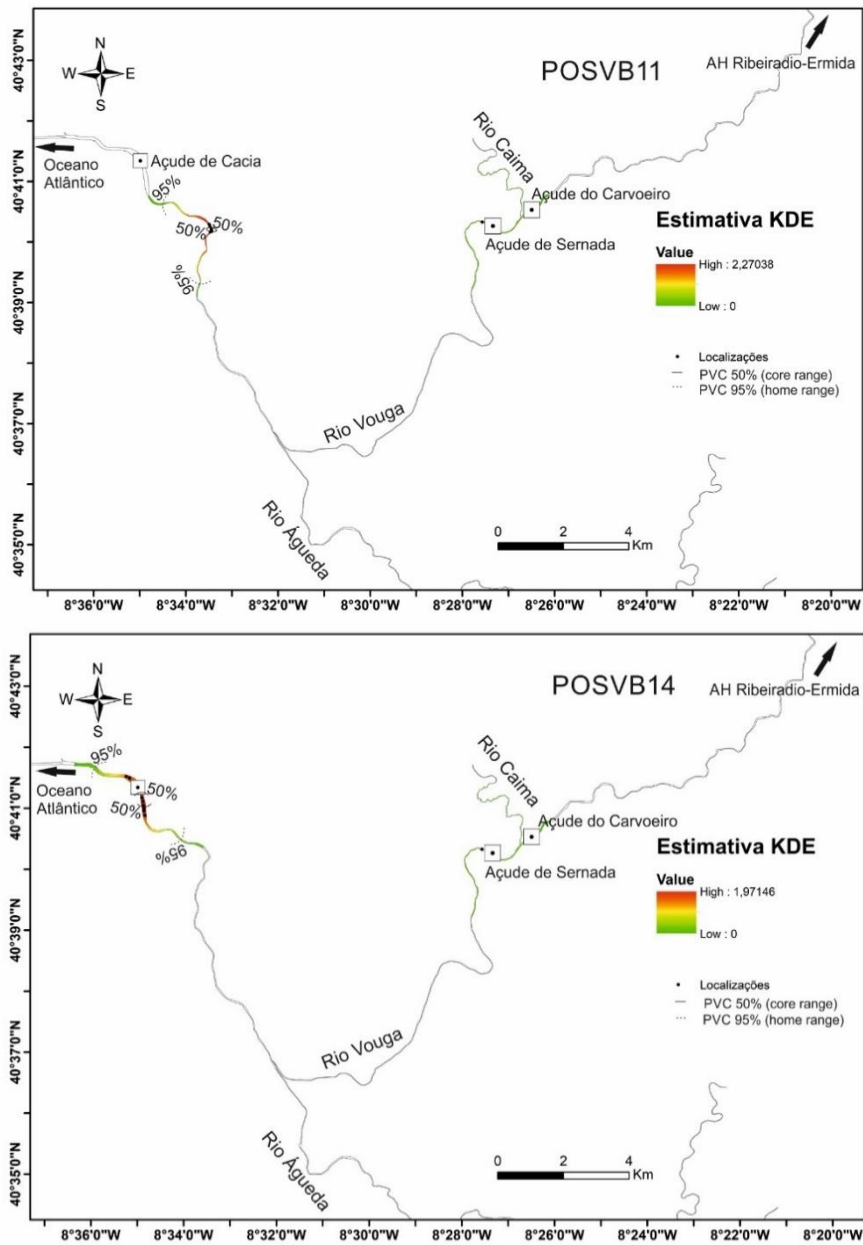 POSVB11
AH Ribeiradio-Ermida
N
W E
S
Oceano
Atlântico
Açude de Cacia
95%
50%
50%
95%
Rio Caima
Açude do Carvoeiro
Açude de Sernada
Rio Vouga
Rio Águeda
Estimativa KDE
Value
High : 2,27038
Low : 0
Localizações
PVC 50% (core range)
PVC 95% (home range)
0 2 4
Km
40°43'0"N
40°41'0"N
40°39'0"N
40°37'0"N
40°35'0"N
8°36'0"W 8°34'0"W 8°32'0"W 8°30'0"W 8°28'0"W 8°26'0"W 8°24'0"W 8°22'0"W 8°20'0"W
POSVB14
AH Ribeiradio-Ermida
N
W E
S
95%
Oceano
Atlântico
50%
50%
95%
Rio Caima
Açude do Carvoeiro
Açude de Sernada
Rio Vouga
Rio Águeda
Estimativa KDE
Value
High : 1,97146
Low : 0
Localizações
PVC 50% (core range)
PVC 95% (home range)
0 2 4
Km
40°43'0"N
40°41'0"N
40°39'0"N
40°37'0"N
40°35'0"N
8°36'0"W 8°34'0"W 8°32'0"W 8°30'0"W 8°28'0"W 8°26'0"W 8°24'0"W 8°22'0"W 8°20'0"W